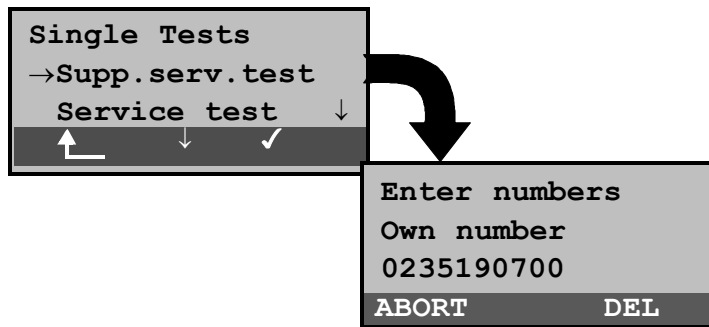 Single Tests
→Supp.serv.test
Service test ↓
Enter numbers
Own number
0235190700
ABORT DEL